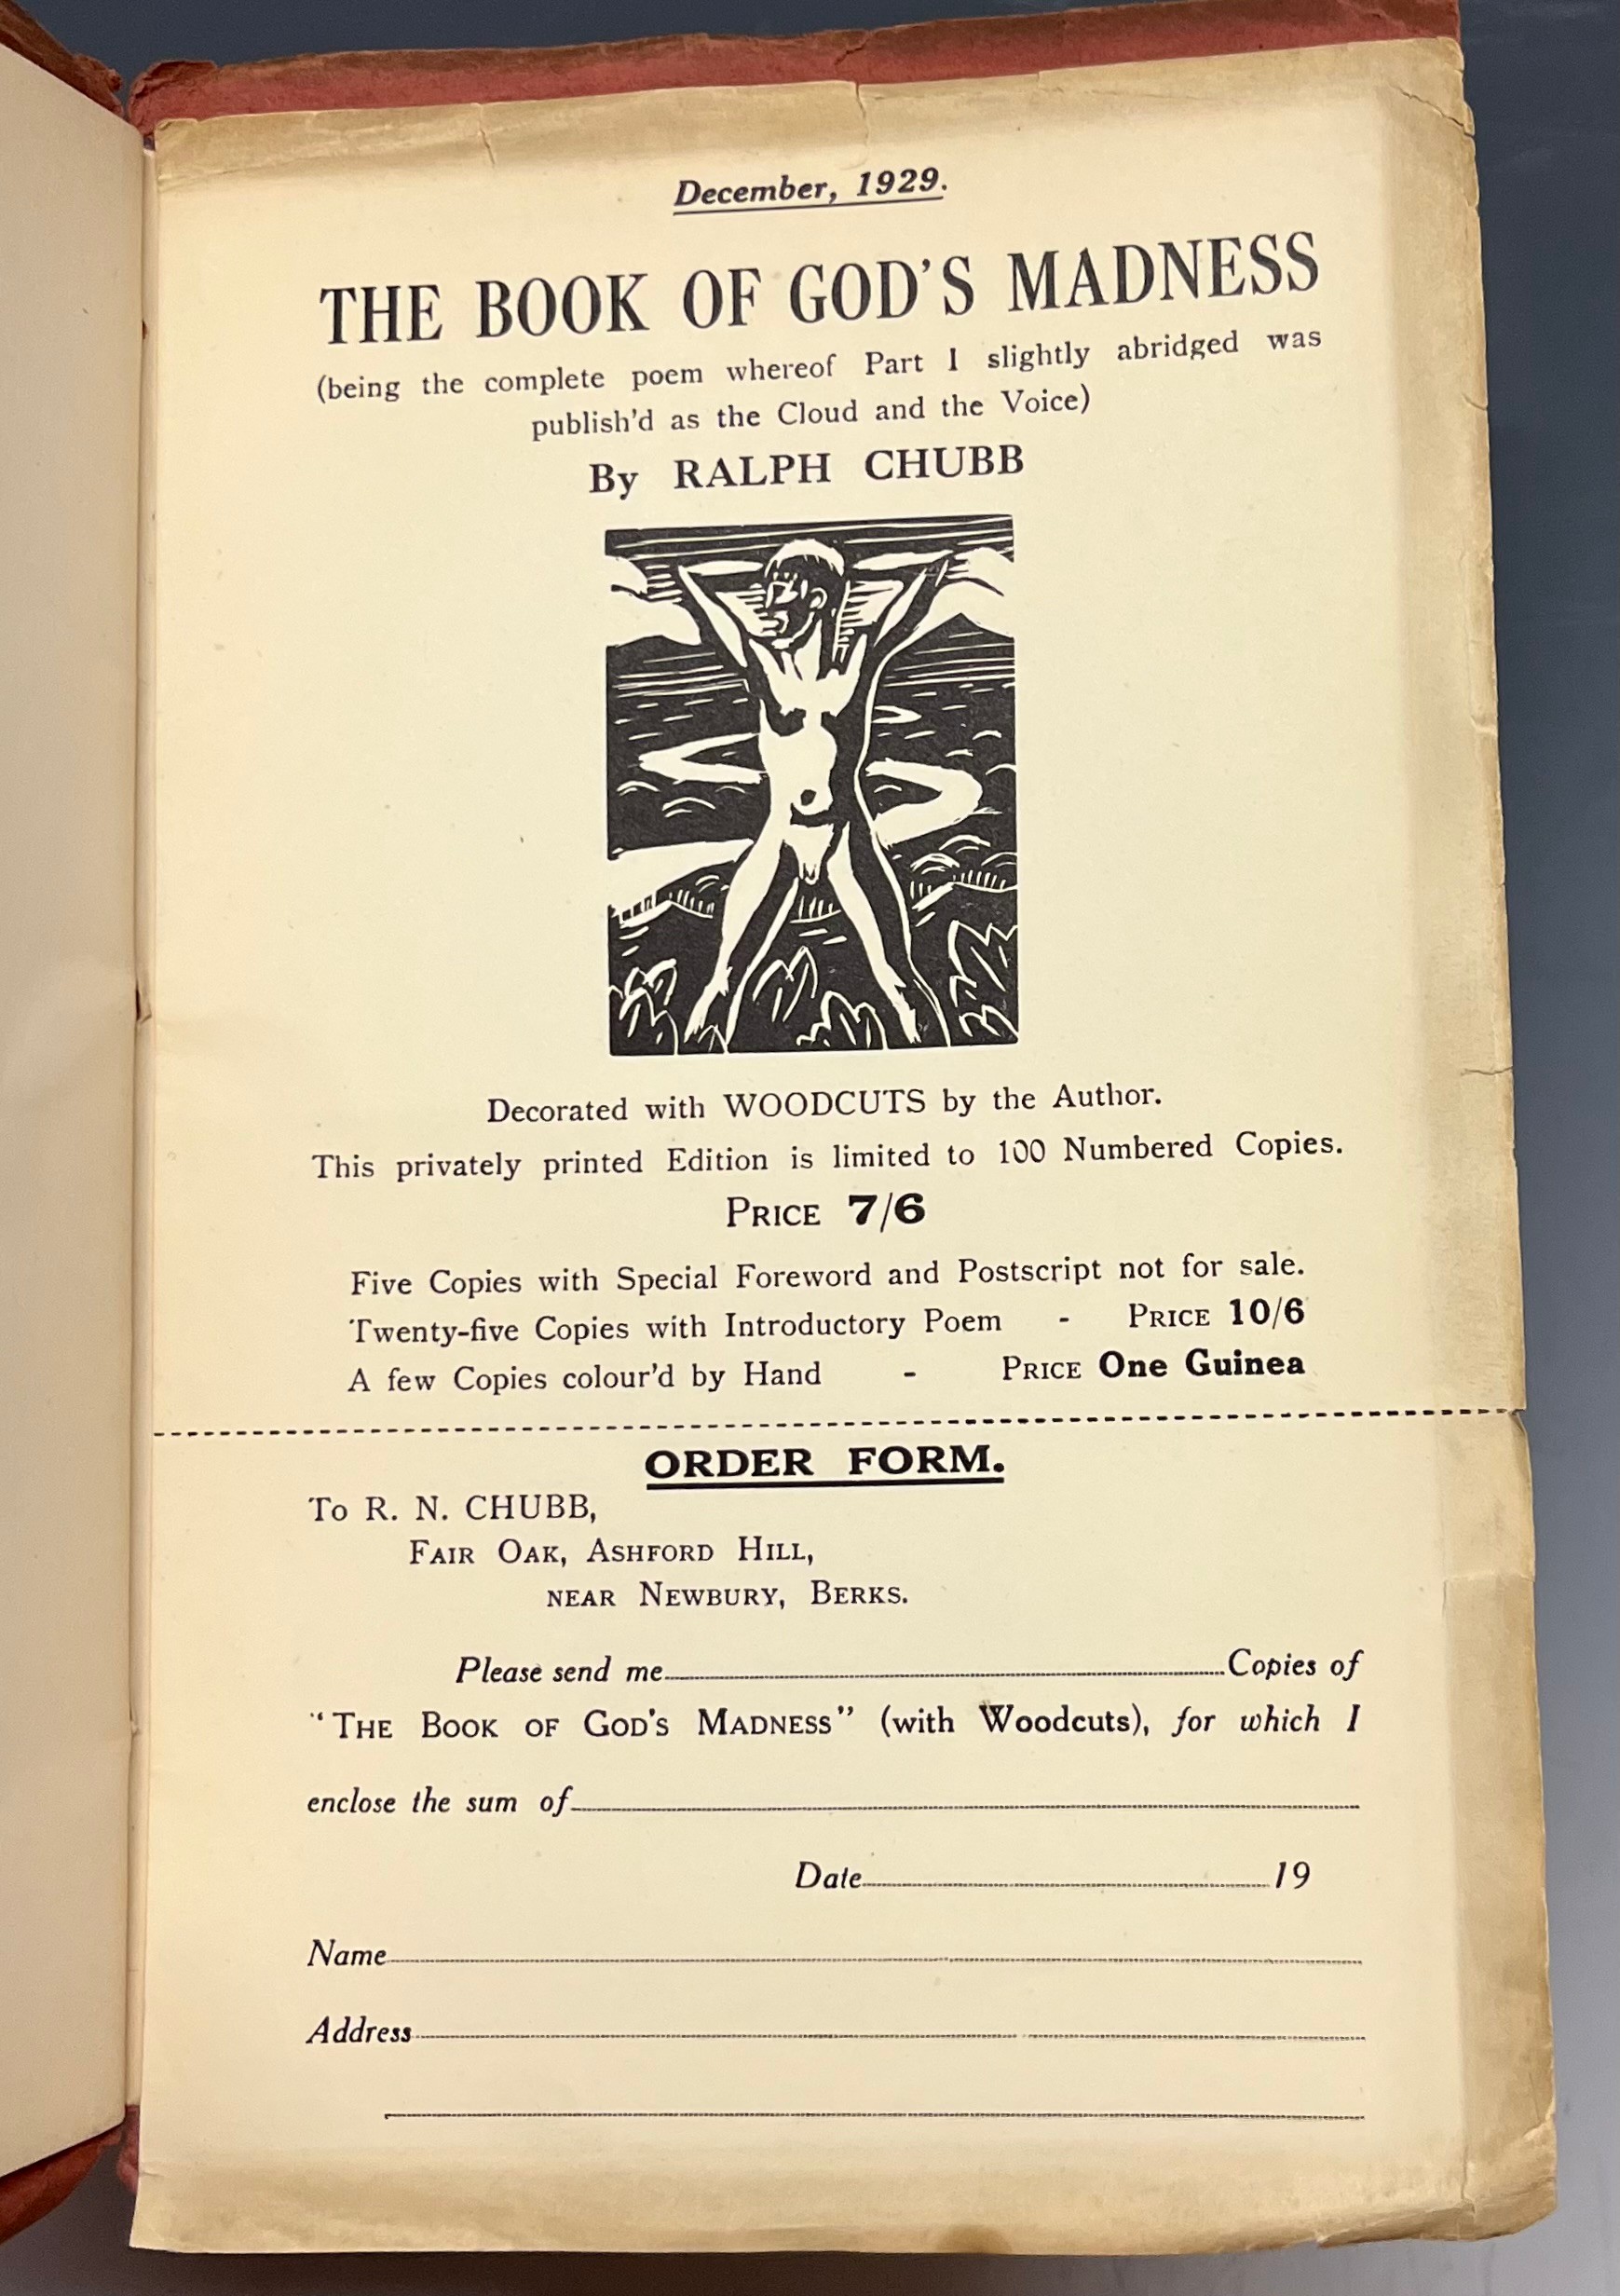 December, 1929.
THE BOOK OF GOD'S MADNESS
(being the complete poem whereof Part I slightly abridged was
publish'd as the Cloud and the Voice)
By RALPH CHUBB
Decorated with WOODCUTS by the Author.
This privately printed Edition is limited to 100 Numbered Copies.
PRICE 7/6
Five Copies with Special Foreword and Postscript not for sale.
Twenty-five Copies with Introductory Poem - PRICE 10/6
A few Copies colour'd by Hand - PRICE One Guinea
ORDER FORM.
To R. N. CHUBB,
FAIR OAK, ASHFORD HILL,
NEAR NEWBURY, BERKS.
Please send me Copies of
"THE BOOK OF GOD'S MADNESS" (with Woodcuts), for which I
enclose the sum of
Date 19
Name
Address